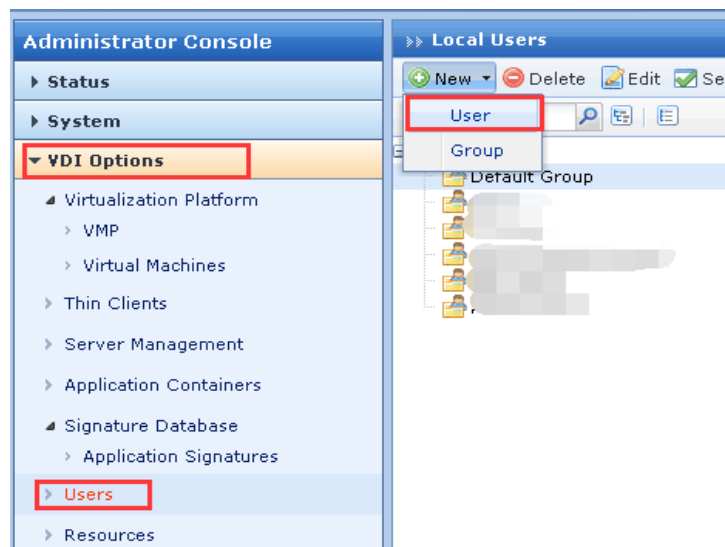 Administrator Console
Status
System
VDI Options
Virtualization Platform
VMP
Virtual Machines
Thin Clients
Server Management
Application Containers
Signature Database
Application Signatures
Users
Resources
Local Users
New Delete Edit Se
User
Group
Default Group